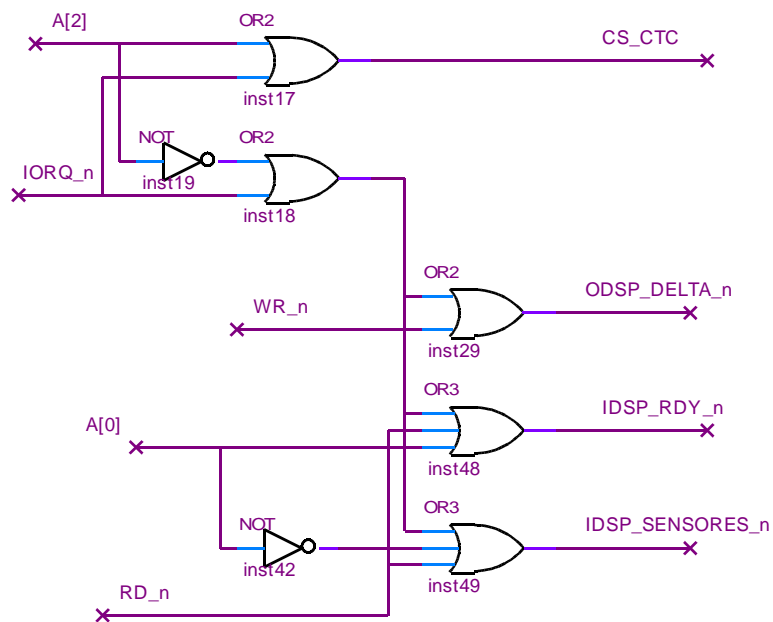 A[2]
OR2
CS_CTC
inst17
NOT
OR2
IORQ_n
inst19
inst18
OR2
ODSP_DELTA_n
WR_n
inst29
OR3
IDSP_RDY_n
A[0]
inst48
OR3
NOT
IDSP_SENSORES_n
inst42
RD_n
inst49